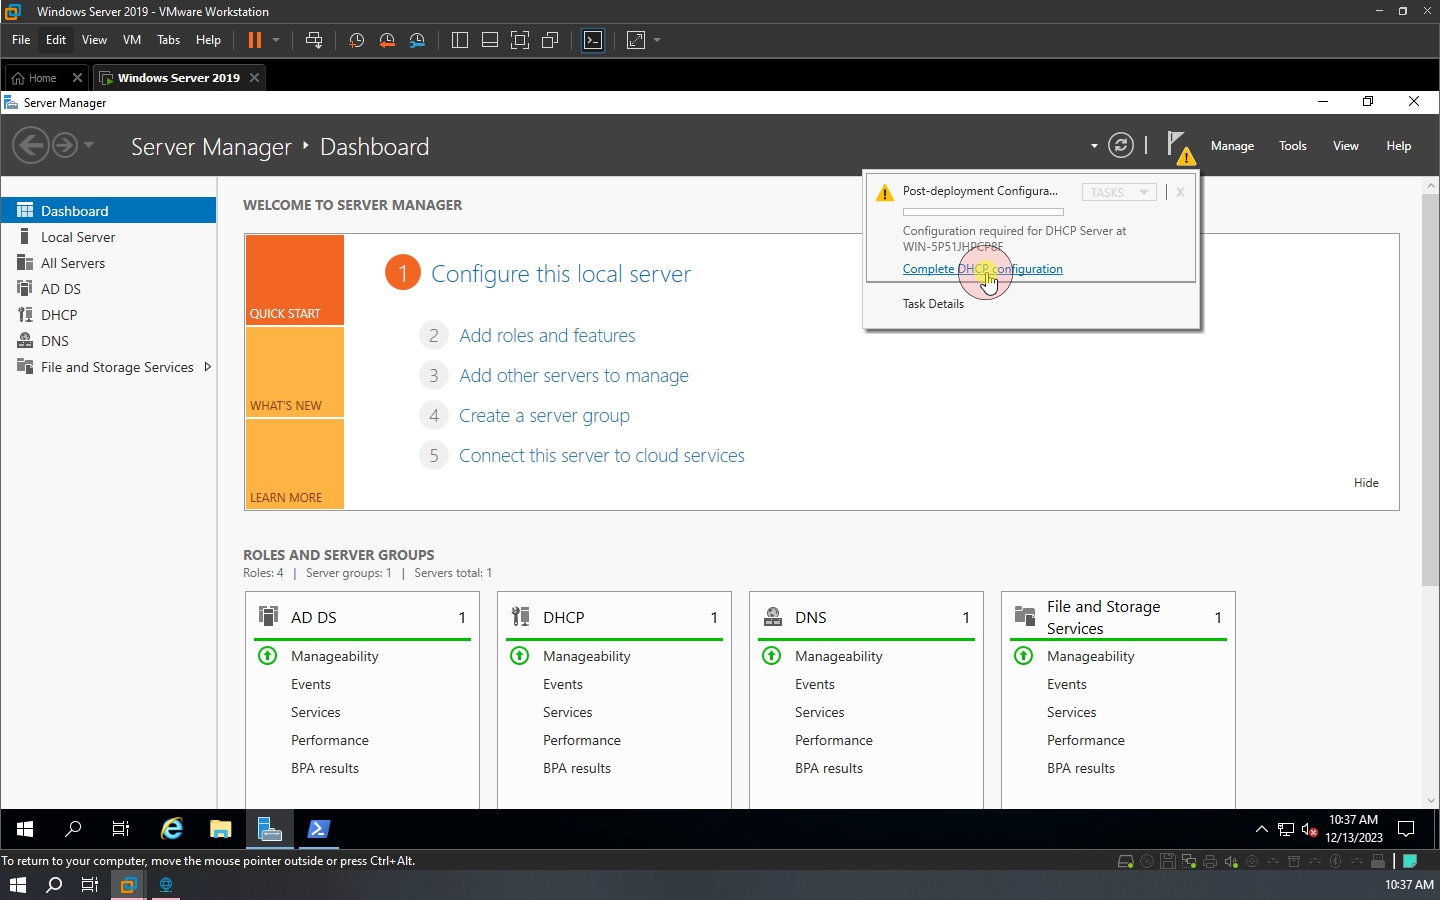 Windows Server 2019 - VMware Workstation
File Edit View VM Tabs Help
Home
Windows Server 2019
Server Manager
Server Manager ‣ Dashboard
Manage Tools View Help
Dashboard
Local Server
All Servers
AD DS
DHCP
DNS
File and Storage Services
WELCOME TO SERVER MANAGER
QUICK START
WHAT'S NEW
LEARN MORE
1 Configure this local server
2 Add roles and features
3 Add other servers to manage
4 Create a server group
5 Connect this server to cloud services
Hide
Post-deployment Configura...
TASKS
X
Configuration required for DHCP Server at
WIN-5P51JHPCP8F
Complete DHCP configuration
Task Details
ROLES AND SERVER GROUPS
Roles: 4 | Server groups: 1 | Servers total: 1
AD DS 1
Manageability
Events
Services
Performance
BPA results
DHCP 1
Manageability
Events
Services
Performance
BPA results
DNS 1
Manageability
Events
Services
Performance
BPA results
File and Storage
Services 1
Manageability
Events
Services
Performance
BPA results
10:37 AM
12/13/2023
To return to your computer, move the mouse pointer outside or press Ctrl+Alt.
10:37 AM